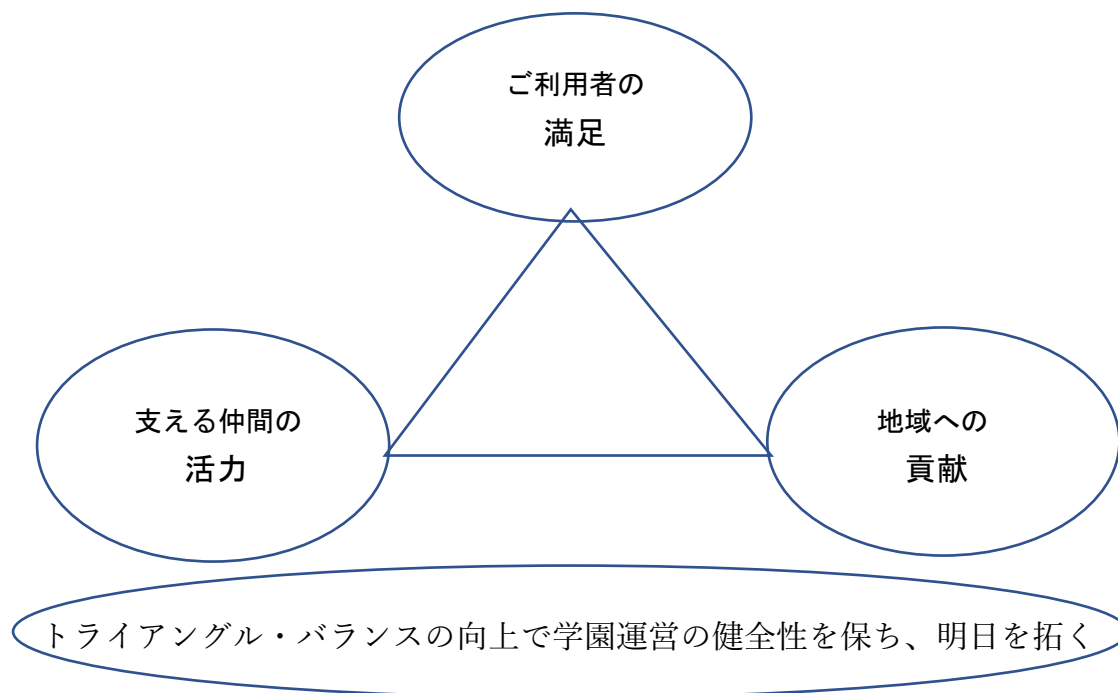 ご利用者の
満足
支える仲間の
活力
地域への
貢献
トライアングル・バランスの向上で学園運営の健全性を保ち、明日を拓く